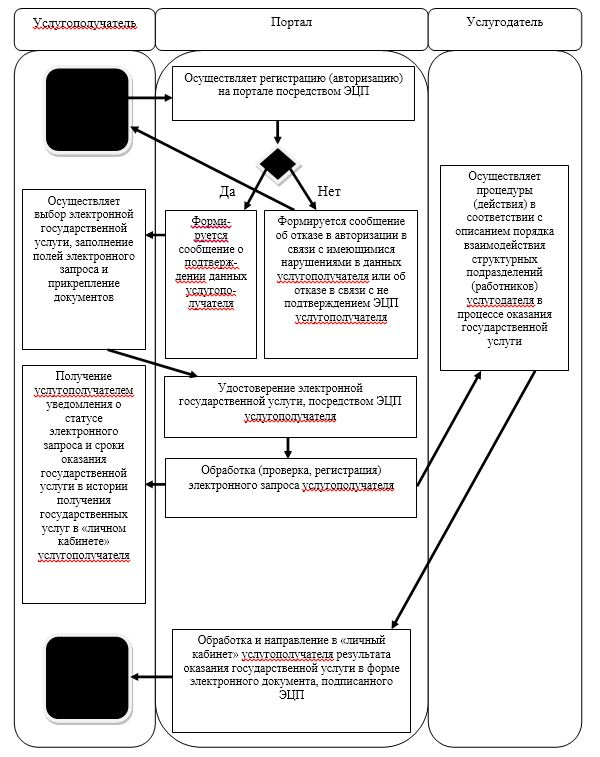 Услугополучатель
Портал
Услугодатель
Осуществляет регистрацию (авторизацию)
на портале посредством ЭЦП
Да
Нет
Осуществляет
выбор электронной
государственной
услуги, заполнение
полей электронного
запроса и
прикрепление
документов
Форми-
руется
сообщение о
подтверж-
дении данных
услугопо-
лучателя
Формируется сообщение
об отказе в авторизации в
связи с имеющимися
нарушениями в данных
услугополучателя или об
отказе в связи с не
подтверждением ЭЦП
услугополучателя
Осуществляет
процедуры
(действия) в
соответствии с
описанием порядка
взаимодействия
структурных
подразделений
(работников)
услугодателя в
процессе оказания
государственной
услуги
Получение
услугополучателем
уведомления о
статусе
электронного
запроса и сроки
оказания
государственной
услуги в истории
получения
государственных
услуг в «личном
кабинете»
услугополучателя
Удостоверение электронной
государственной услуги, посредством ЭЦП
услугополучателя
Обработка (проверка, регистрация)
электронного запроса услугополучателя
Обработка и направление в «личный
кабинет» услугополучателя результата
оказания государственной услуги в форме
электронного документа, подписанного
ЭЦП